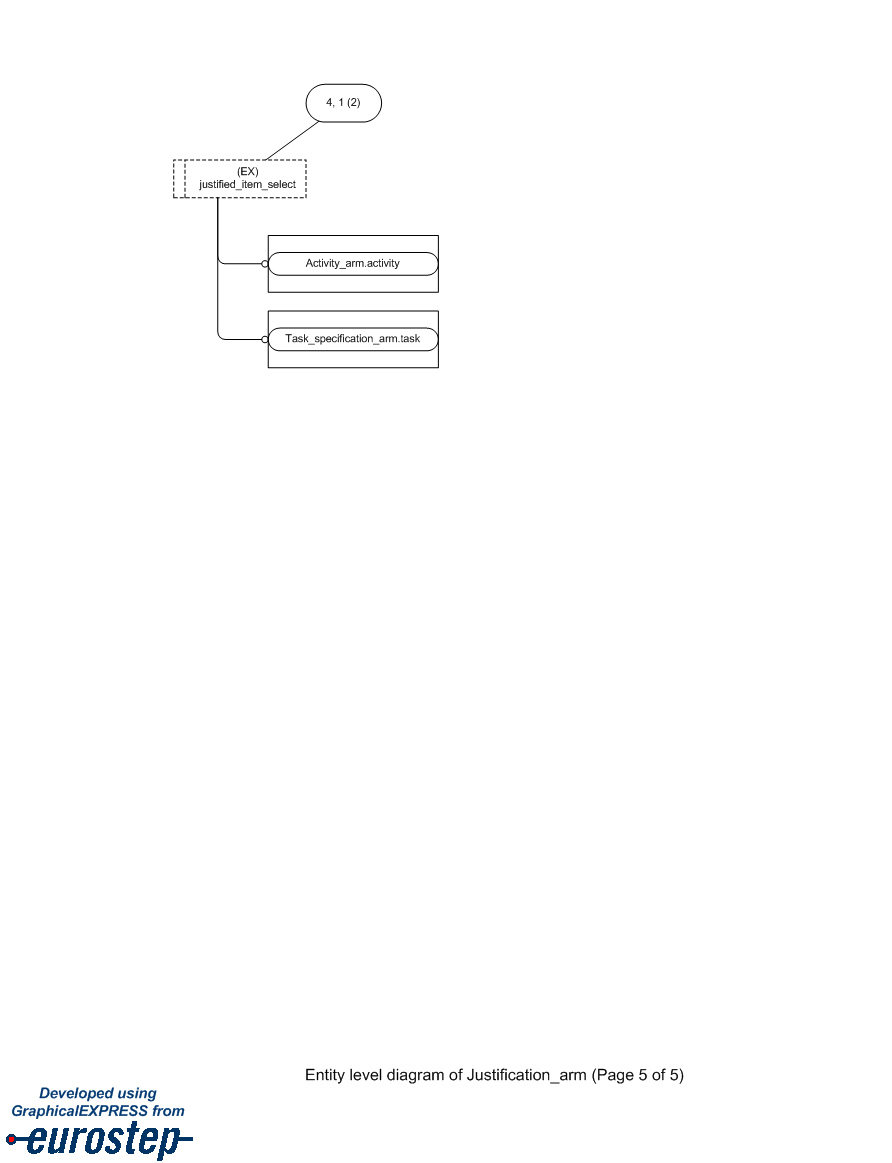 4, 1 (2)
(EX)
justified_item_select
Activity_arm.activity
Task_specification_arm.task
Entity level diagram of Justification_arm (Page 5 of 5)
Developed using
GraphicalEXPRESS from
eurostep